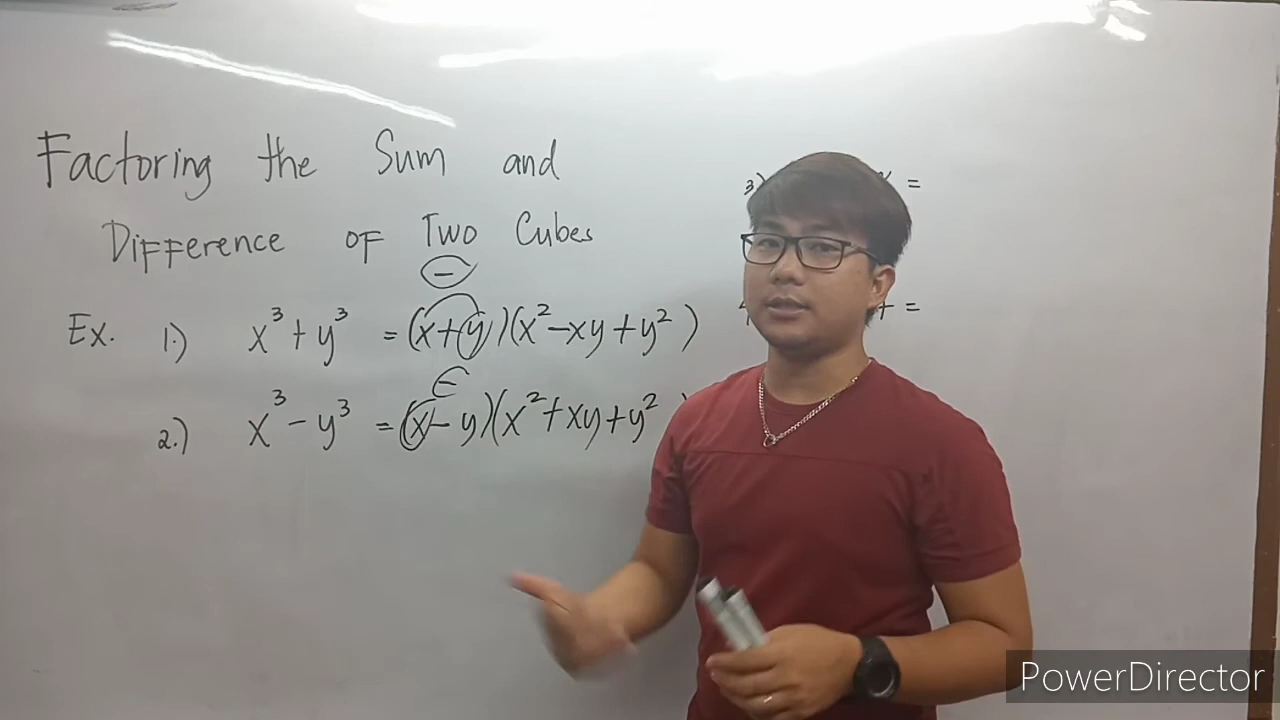 Factoring the Sum and
Difference of Two Cubes
−
Ex. 1.) x³ + y³ = (x + y)(x² − xy + y²)
2.) x³ − y³ = (x − y)(x² + xy + y²
3) =
=
PowerDirector